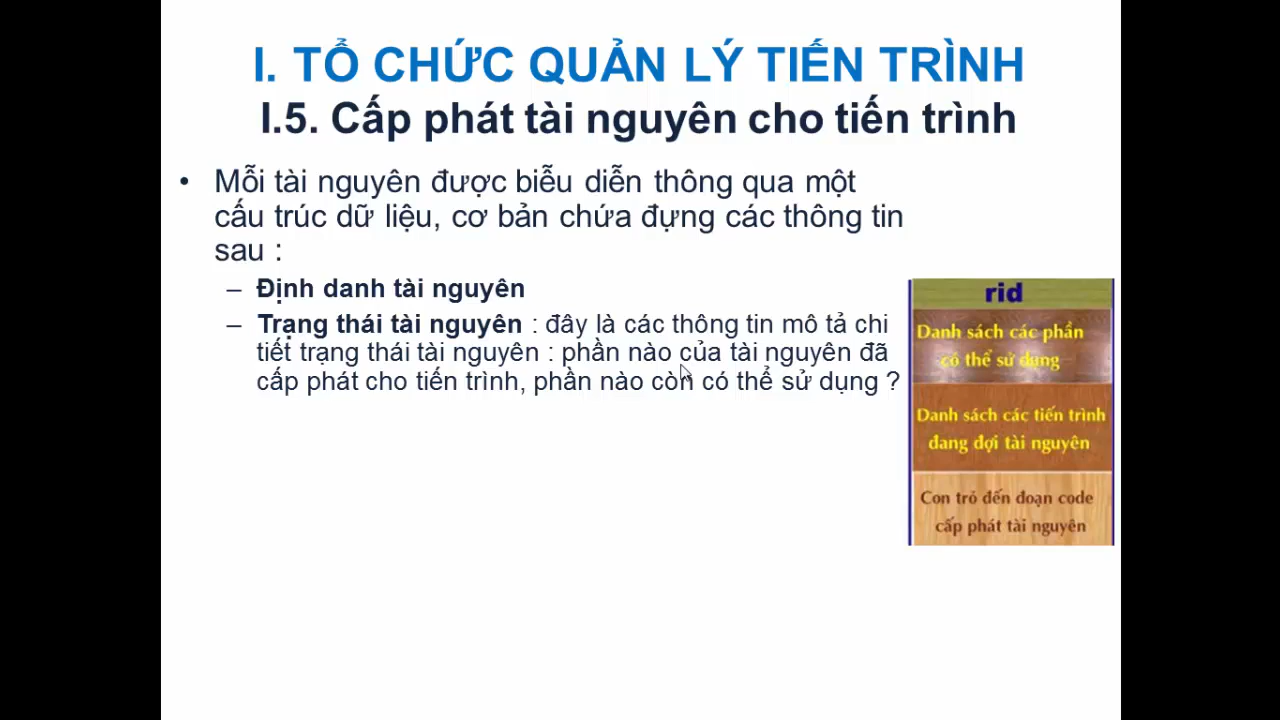 I. TỔ CHỨC QUẢN LÝ TIẾN TRÌNH
I.5. Cấp phát tài nguyên cho tiến trình
• Mỗi tài nguyên được biễu diễn thông qua một
cấu trúc dữ liệu, cơ bản chứa đựng các thông tin
sau :
– Định danh tài nguyên
– Trạng thái tài nguyên : đây là các thông tin mô tả chi
tiết trạng thái tài nguyên : phần nào của tài nguyên đã
cấp phát cho tiến trình, phần nào còn có thể sử dụng ?
rid
Danh sách các phần
có thể sử dụng
Danh sách các tiến trình
đang đợi tài nguyên
Con trỏ đến đoạn code
cấp phát tài nguyên